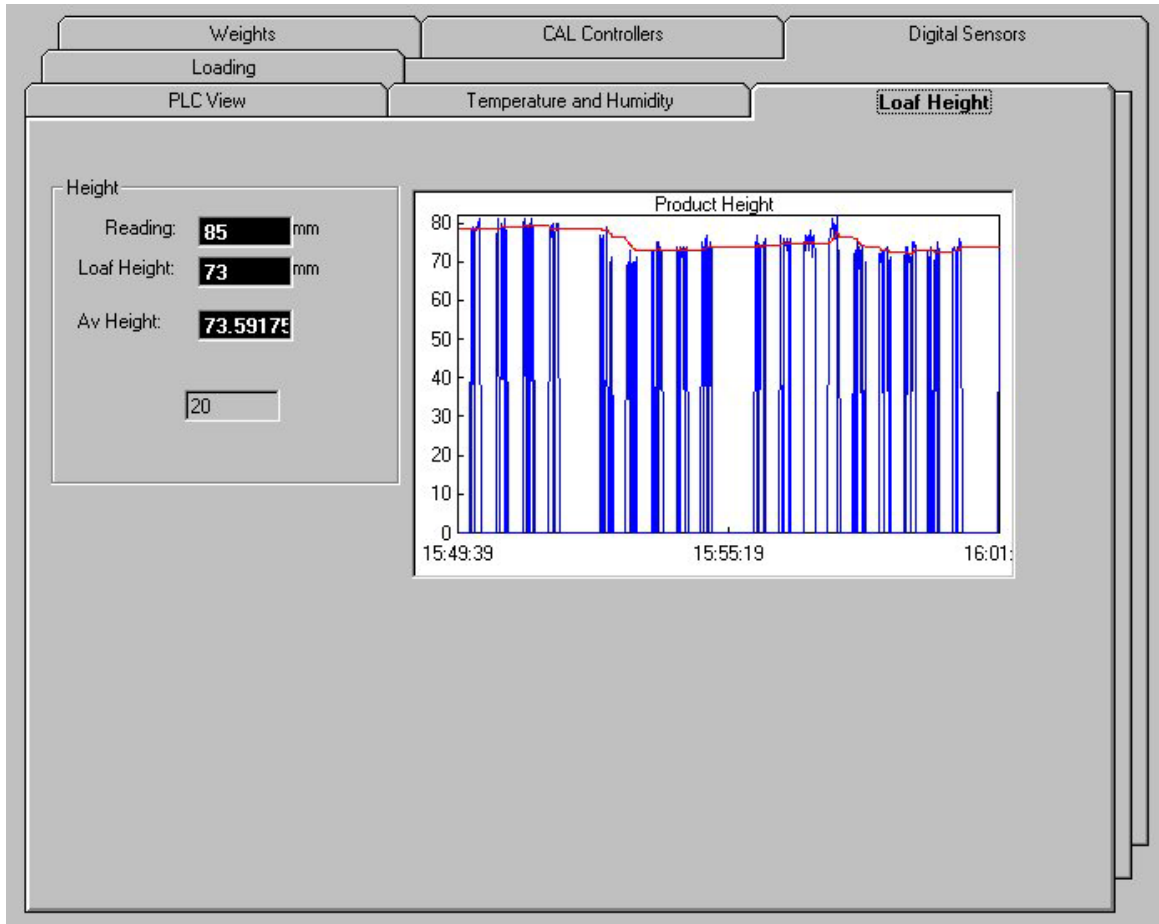 Weights
CAL Controllers
Digital Sensors
Loading
PLC View
Temperature and Humidity
Loaf Height
Height
Reading: 85 mm
Loaf Height: 73 mm
Av Height: 73.59175
20
Product Height
80
70
60
50
40
30
20
10
0
15:49:39 15:55:19 16:01: